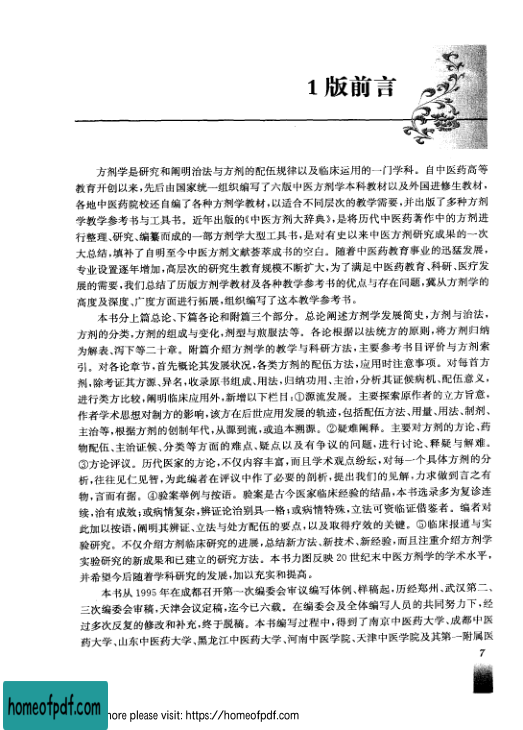 1版前言
方剂学是研究和阐明治法与方剂的配伍规律以及临床运用的一门学科。自中医药高等
教育开创以来,先后由国家统一组织编写了六版中医方剂学本科教材以及外国进修生教材,
各地中医药院校还自编了各种方剂学教材,以适合不同层次的教学需要,并出版了多种方剂
学教学参考书与工具书。近年出版的《中医方剂大辞典》,是将历代中医药著作中的方剂进
行整理、研究、编纂而成的一部方剂学大型工具书,是对有史以来中医方剂研究成果的一次
大总结,填补了自明至今中医方剂文献荟萃成书的空白。随着中医药教育事业的迅猛发展,
专业设置逐年增加,高层次的研究生教育规模不断扩大,为了满足中医药教育、科研、医疗发
展的需要,我们总结了历版方剂学教材及各种教学参考书的优点与存在问题,冀从方剂学的
高度及深度、广度方面进行拓展,组织编写了这本教学参考书。
本书分上篇总论、下篇各论和附篇三个部分。总论阐述方剂学发展简史,方剂与治法,
方剂的分类,方剂的组成与变化,剂型与煎服法等。各论根据以法统方的原则,将方剂归纳
为解表、泻下等二十章。附篇介绍方剂学的教学与科研方法,主要参考书目评价与方剂索
引。对各论章节,首先概论其发展状况,各类方剂的配伍方法,应用时注意事项。对每首方
剂,除考证其方源、异名,收录原书组成、用法,归纳功用、主治,分析其证候病机、配伍意义,
进行类方比较,阐明临床应用外,新增以下栏目:①源流发展。主要探索原作者的立方旨意,
作者学术思想对制方的影响,该方在后世应用发展的轨迹,包括配伍方法、用量、用法、制剂、
主治等,根据方剂的创制年代,从源到流,或追本溯源。②疑难阐释。主要对方剂的方论、药
物配伍、主治证候、分类等方面的难点、疑点以及有争议的问题,进行讨论、释疑与解难。
③方论评议。历代医家的方论,不仅内容丰富,而且学术观点纷纭,对每一个具体方剂的分
析,往往见仁见智,为此编者在评议中作了必要的剖析,提出我们的见解,力求做到言之有
物,言而有据。④验案举例与按语。验案是古今医家临床经验的结晶,本书选录多为复诊连
续,治有成效;或病情复杂,辨证论治别具一格;或病情特殊,立法可资临证借鉴者。编者对
此加以按语,阐明其辨证、立法与处方配伍的要点,以及取得疗效的关键。⑤临床报道与实
验研究。不仅介绍方剂临床研究的进展,总结新方法、新技术、新经验,而且注重介绍方剂学
实验研究的新成果和已建立的研究方法。本书力图反映20世纪末中医方剂学的学术水平,
并希望今后随着学科研究的发展,加以充实和提高。
本书从1995年在成都召开第一次编委会审议编写体例、样稿起,历经郑州、武汉第二、
三次编委会审稿,天津会议定稿,迄今已六载。在编委会及全体编写人员的共同努力下,经
过多次反复的修改和补充,终于脱稿。本书编写过程中,得到了南京中医药大学、成都中医
药大学、山东中医药大学、黑龙江中医药大学、河南中医学院、天津中医学院及其第一附属医
7
homeofpdf.com
more please visit: https://homeofpdf.com